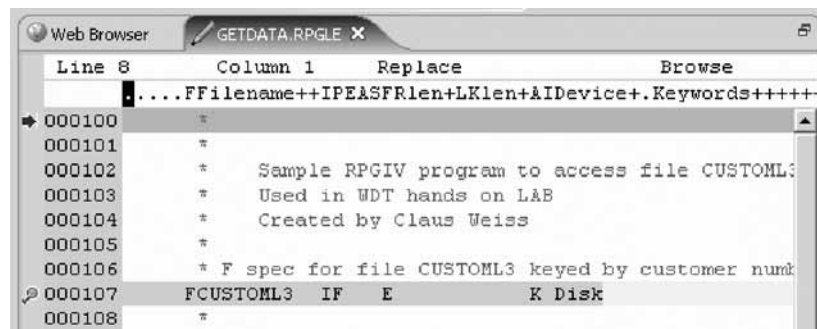 Web Browser GETDATA.RPGLE
Line 8 Column 1 Replace Browse
.....FFilename++IPEASFRlen+LKlen+AIDevice+.Keywords++++++
000100 *
000101 *
000102 * Sample RPGIV program to access file CUSTOML3
000103 * Used in WDT hands on LAB
000104 * Created by Claus Weiss
000105 *
000106 * F spec for file CUSTOML3 keyed by customer numb
000107 FCUSTOML3 IF E K Disk
000108 *